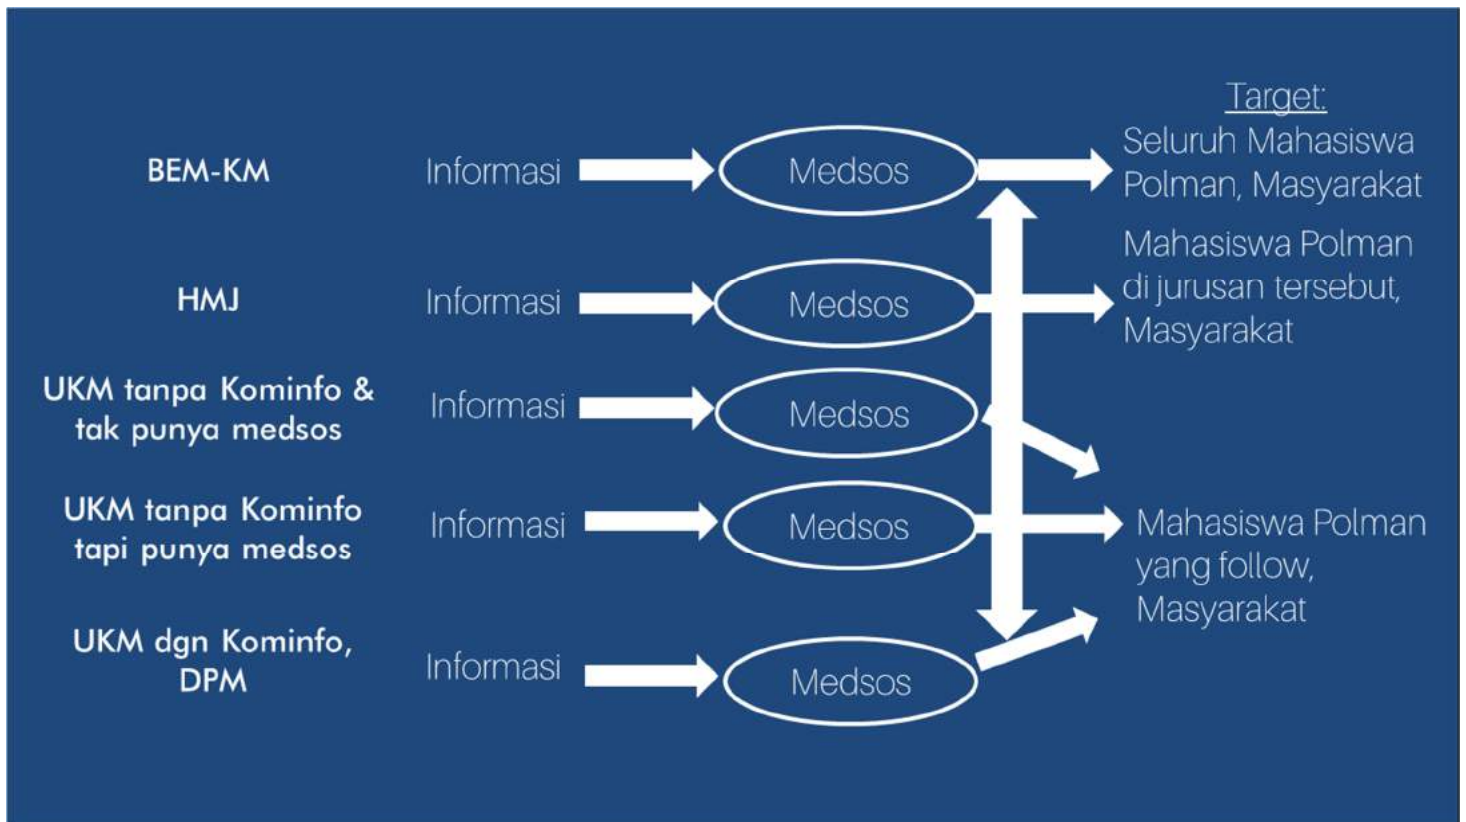 Target:
BEM-KM
Informasi
Medsos
Seluruh Mahasiswa
Polman, Masyarakat
HMJ
Informasi
Medsos
Mahasiswa Polman
di jurusan tersebut,
Masyarakat
UKM tanpa Kominfo &
tak punya medsos
Informasi
Medsos
UKM tanpa Kominfo
tapi punya medsos
Informasi
Medsos
Mahasiswa Polman
yang follow,
Masyarakat
UKM dgn Kominfo,
DPM
Informasi
Medsos